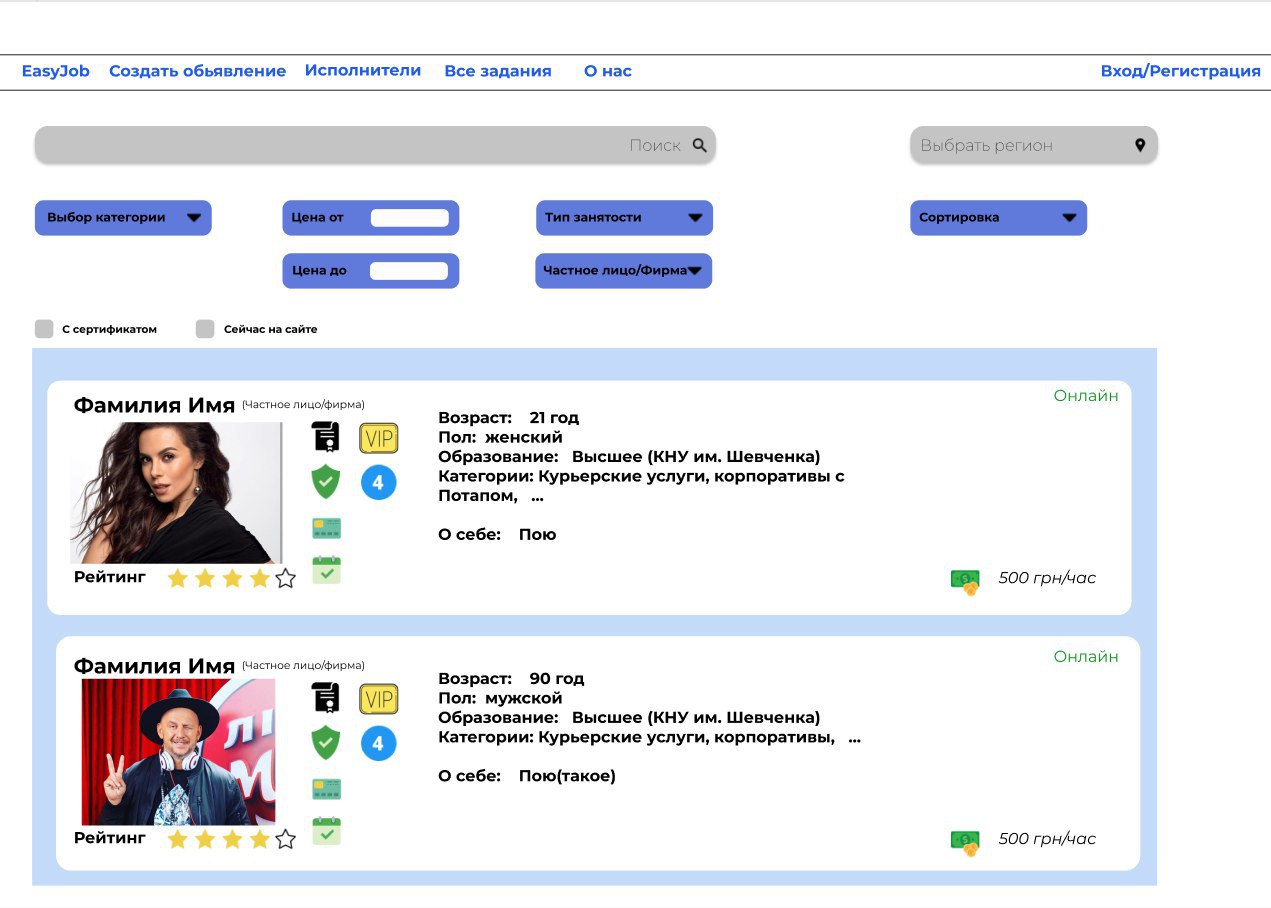 EasyJob Создать обьявление Исполнители Все задания О нас Вход/Регистрация
Поиск Выбрать регион
Выбор категории Цена от Тип занятости Сортировка
Цена до Частное лицо/Фирма
С сертификатом Сейчас на сайте
Онлайн
Фамилия Имя (Частное лицо/фирма)
VIP
4
Возраст: 21 год
Пол: женский
Образование: Высшее (КНУ им. Шевченка)
Категории: Курьерские услуги, корпоративы с
Потапом, ...
О себе: Пою
Рейтинг
500 грн/час
Онлайн
Фамилия Имя (Частное лицо/фирма)
VIP
4
Возраст: 90 год
Пол: мужской
Образование: Высшее (КНУ им. Шевченка)
Категории: Курьерские услуги, корпоративы, ...
О себе: Пою(такое)
Рейтинг
500 грн/час